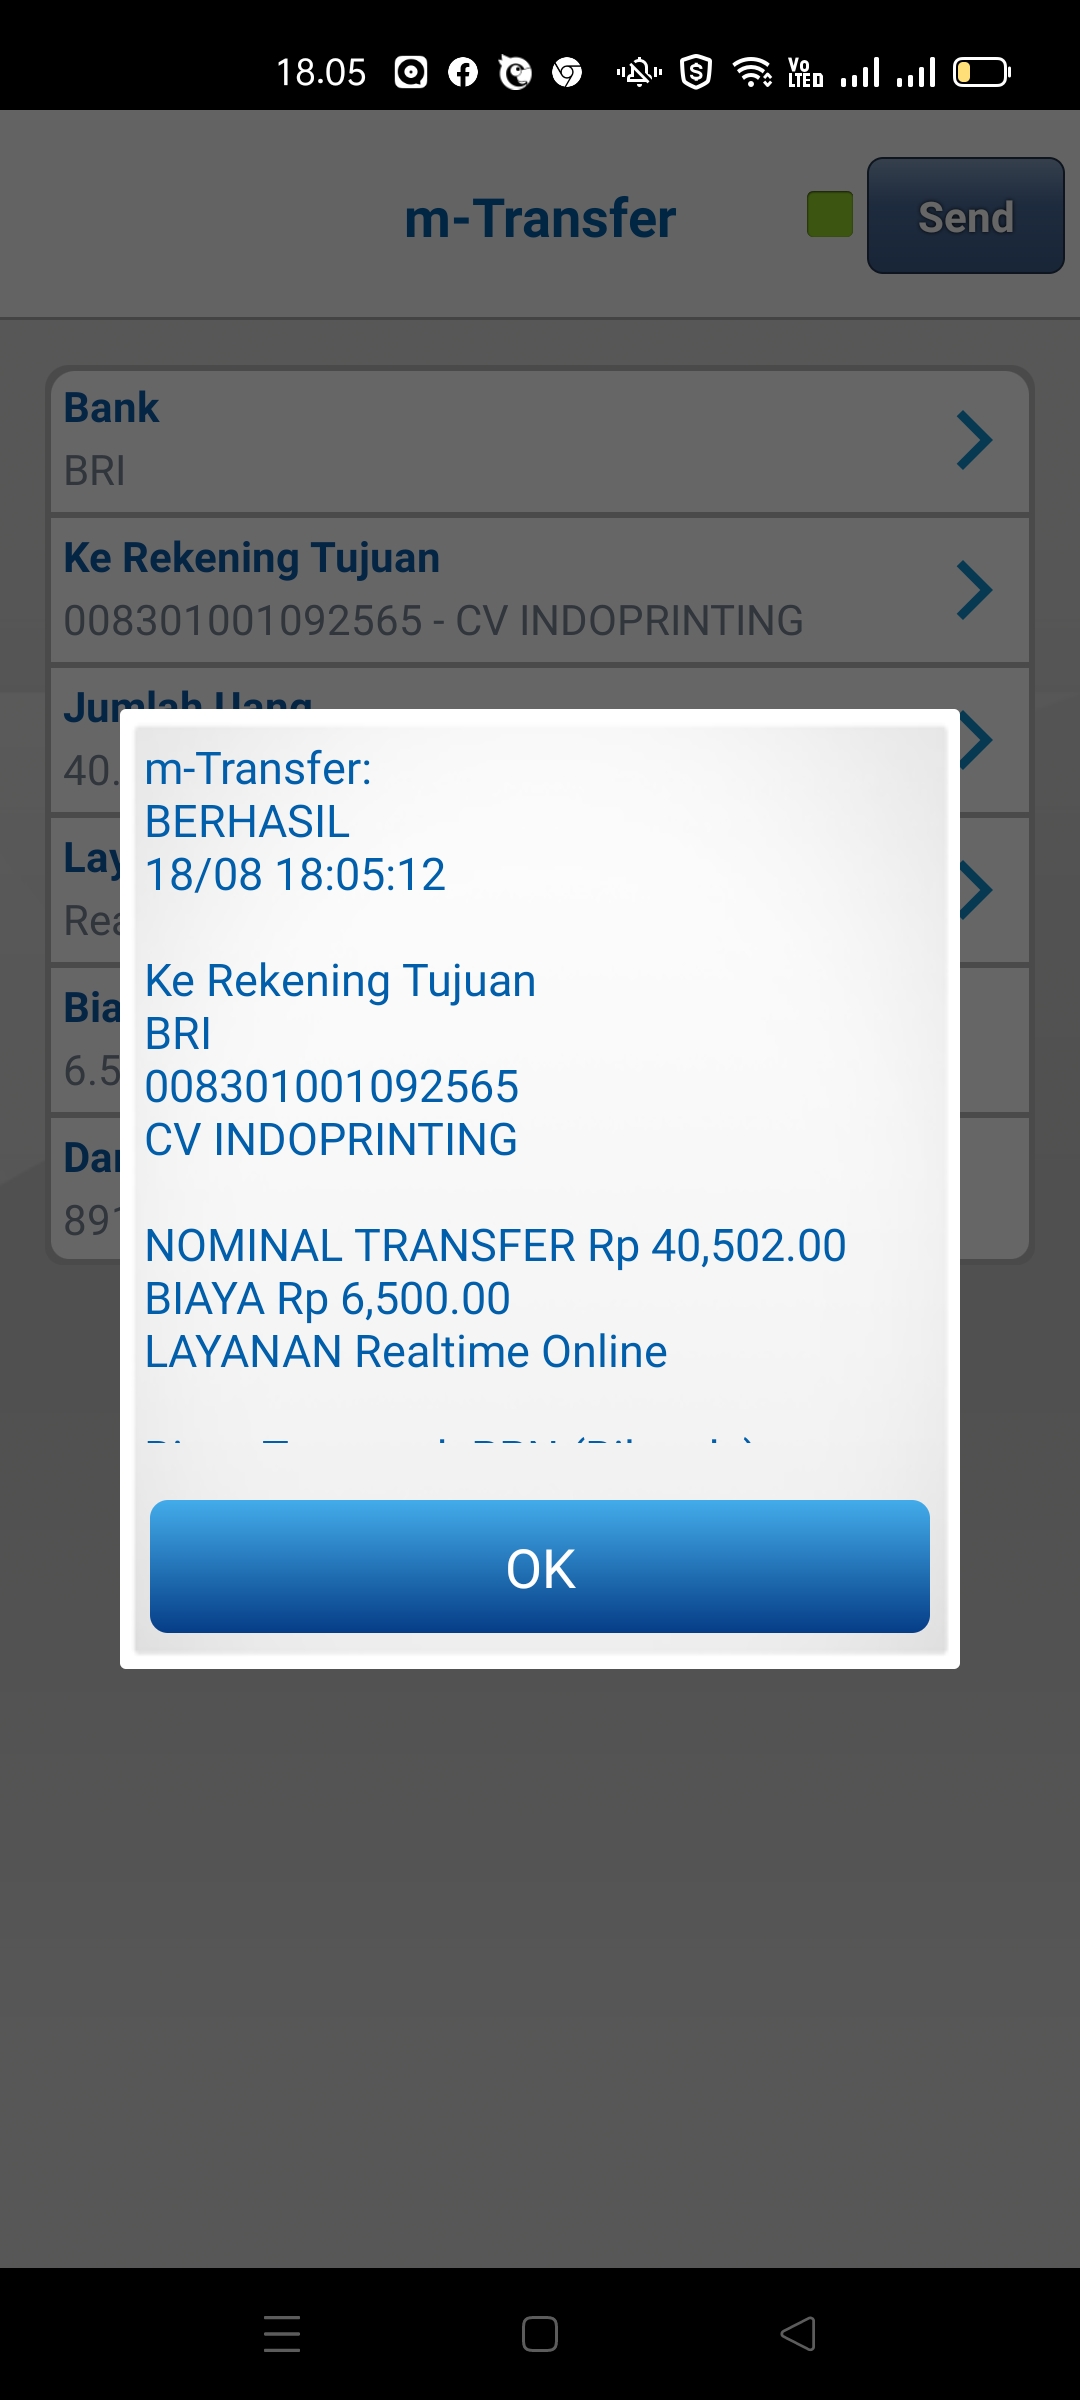 18.05
Vo
LTE
m-Transfer
Send
Bank
BRI
Ke Rekening Tujuan
008301001092565 - CV INDOPRINTING
Jumlah Uang
40.
m-Transfer:
BERHASIL
18/08 18:05:12
Ke Rekening Tujuan
BRI
008301001092565
CV INDOPRINTING
NOMINAL TRANSFER Rp 40,502.00
BIAYA Rp 6,500.00
LAYANAN Realtime Online
OK
Lay
Rea
Bia
6.5
Dar
891